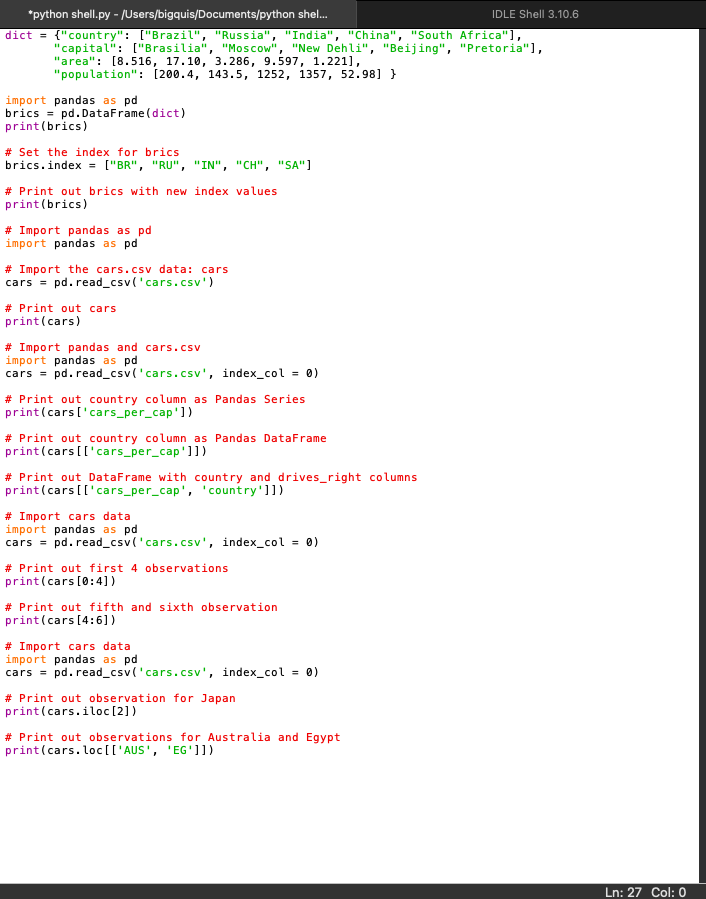 *python shell.py - /Users/bigquis/Documents/python shel...
IDLE Shell 3.10.6
dict = {"country": ["Brazil", "Russia", "India", "China", "South Africa"],
       "capital": ["Brasilia", "Moscow", "New Dehli", "Beijing", "Pretoria"],
       "area": [8.516, 17.10, 3.286, 9.597, 1.221],
       "population": [200.4, 143.5, 1252, 1357, 52.98] }

import pandas as pd
brics = pd.DataFrame(dict)
print(brics)

# Set the index for brics
brics.index = ["BR", "RU", "IN", "CH", "SA"]

# Print out brics with new index values
print(brics)

# Import pandas as pd
import pandas as pd

# Import the cars.csv data: cars
cars = pd.read_csv('cars.csv')

# Print out cars
print(cars)

# Import pandas and cars.csv
import pandas as pd
cars = pd.read_csv('cars.csv', index_col = 0)

# Print out country column as Pandas Series
print(cars['cars_per_cap'])

# Print out country column as Pandas DataFrame
print(cars[['cars_per_cap']])

# Print out DataFrame with country and drives_right columns
print(cars[['cars_per_cap', 'country']])

# Import cars data
import pandas as pd
cars = pd.read_csv('cars.csv', index_col = 0)

# Print out first 4 observations
print(cars[0:4])

# Print out fifth and sixth observation
print(cars[4:6])

# Import cars data
import pandas as pd
cars = pd.read_csv('cars.csv', index_col = 0)

# Print out observation for Japan
print(cars.iloc[2])

# Print out observations for Australia and Egypt
print(cars.loc[['AUS', 'EG']])
Ln: 27 Col: 0